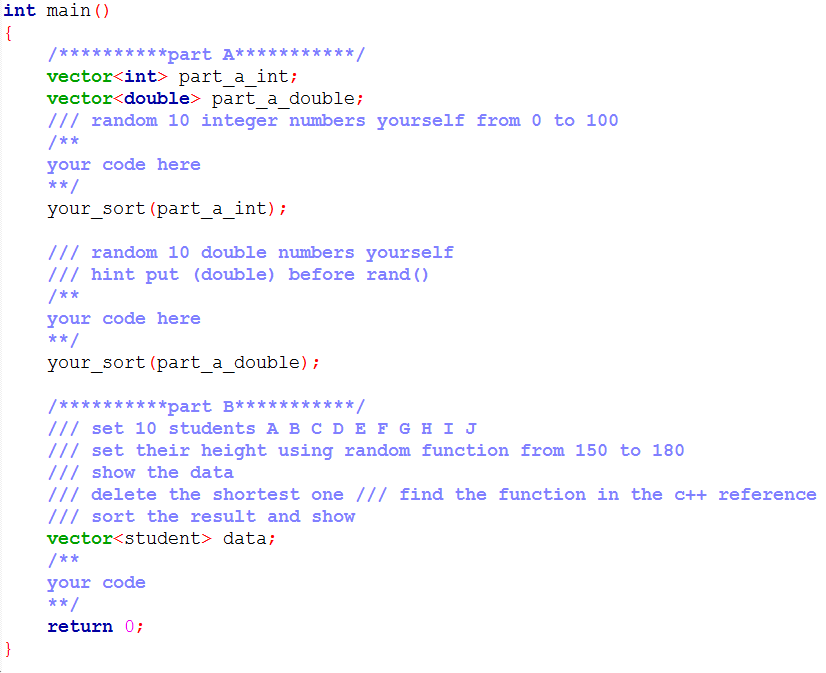 int main()
{
/**********part A***********/
vector<int> part_a_int;
vector<double> part_a_double;
/// random 10 integer numbers yourself from 0 to 100
/**
your code here
**/
your_sort(part_a_int);
/// random 10 double numbers yourself
/// hint put (double) before rand()
/**
your code here
**/
your_sort(part_a_double);
/**********part B***********/
/// set 10 students A B C D E F G H I J
/// set their height using random function from 150 to 180
/// show the data
/// delete the shortest one /// find the function in the c++ reference
/// sort the result and show
vector<student> data;
/**
your code
**/
return 0;
}